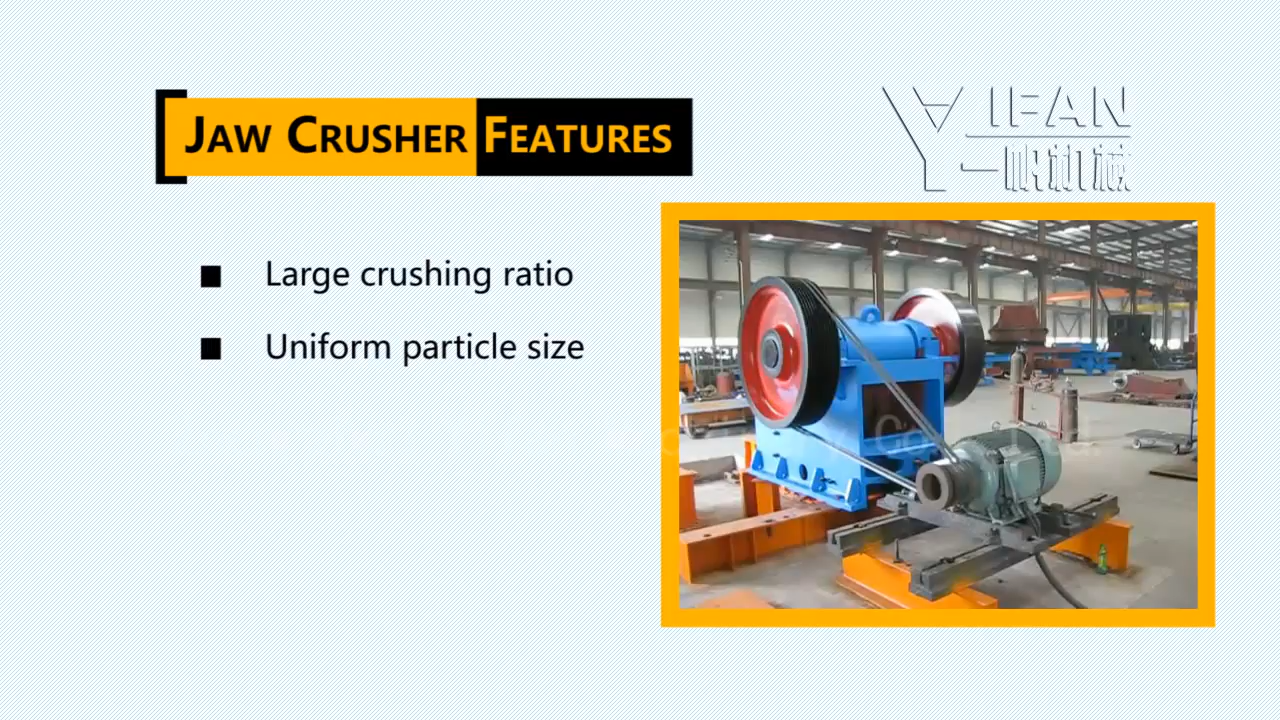 JAW CRUSHER FEATURES
YIFAN
一帆机械
■ Large crushing ratio
■ Uniform particle size